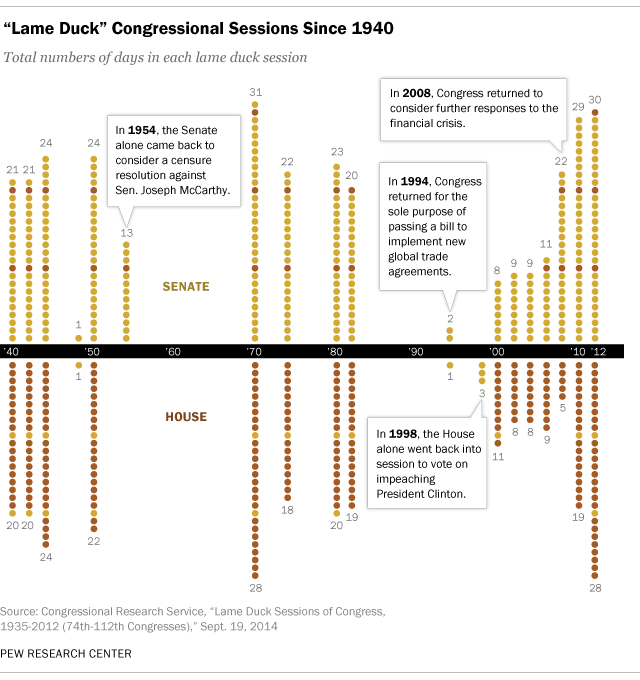 “Lame Duck” Congressional Sessions Since 1940
Total numbers of days in each lame duck session
31
In 2008, Congress returned to
consider further responses to the
financial crisis.
29
30
In 1954, the Senate
alone came back to
consider a censure
resolution against
Sen. Joseph McCarthy.
21
21
24
24
22
23
20
22
In 1994, Congress
returned for the
sole purpose of
passing a bill to
implement new
global trade
agreements.
13
11
8
9
9
SENATE
1
2
’40
’50
’60
’70
’80
’90
’00
’10
’12
1
1
3
5
HOUSE
In 1998, the House
alone went back into
session to vote on
impeaching
President Clinton.
11
8
8
9
20
20
24
22
18
20
19
19
28
28
Source: Congressional Research Service, “Lame Duck Sessions of Congress,
1935-2012 (74th-112th Congresses),” Sept. 19, 2014
PEW RESEARCH CENTER